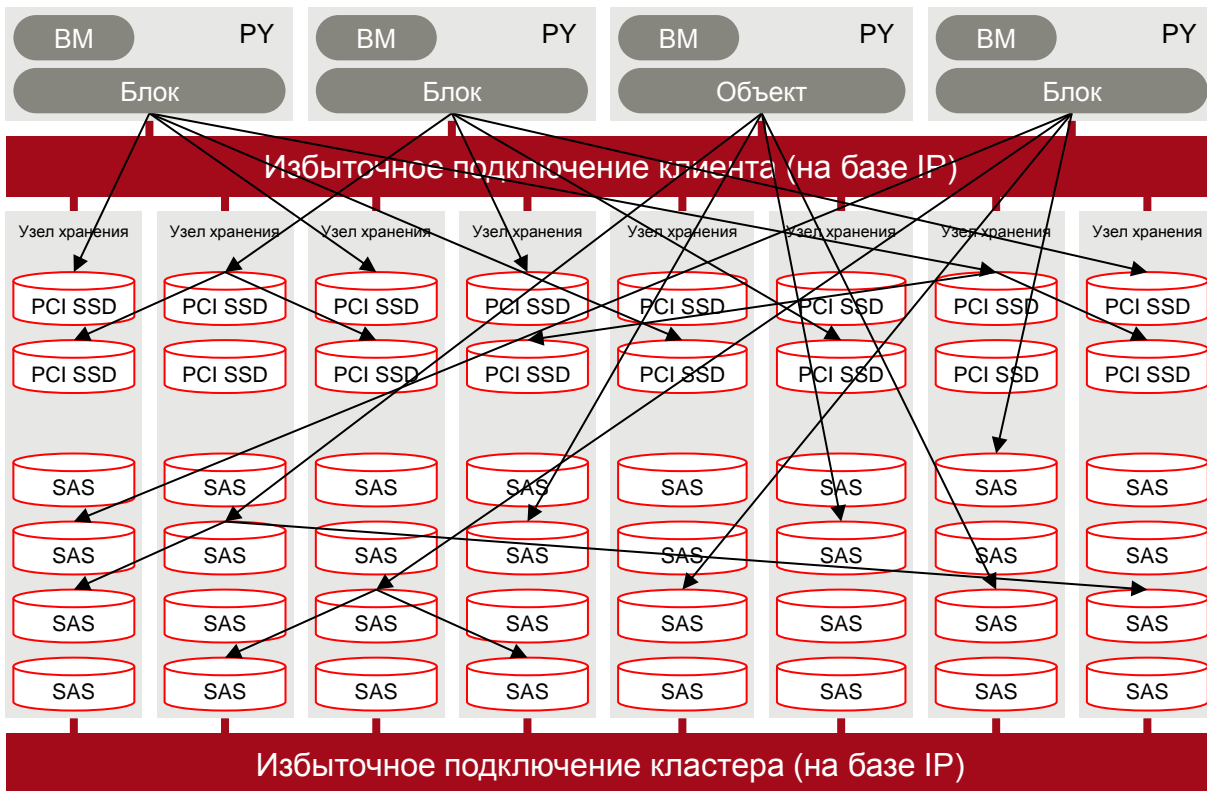 ВМ РУ ВМ РУ ВМ РУ ВМ РУ
Блок Блок Объект Блок
Избыточное подключение клиента (на базе IP)
Узел хранения Узел хранения Узел хранения Узел хранения Узел хранения Узел хранения Узел хранения Узел хранения
PCI SSD PCI SSD PCI SSD PCI SSD PCI SSD PCI SSD PCI SSD PCI SSD
PCI SSD PCI SSD PCI SSD PCI SSD PCI SSD PCI SSD PCI SSD PCI SSD
SAS SAS SAS SAS SAS SAS SAS SAS
SAS SAS SAS SAS SAS SAS SAS SAS
SAS SAS SAS SAS SAS SAS SAS SAS
SAS SAS SAS SAS SAS SAS SAS SAS
Избыточное подключение кластера (на базе IP)